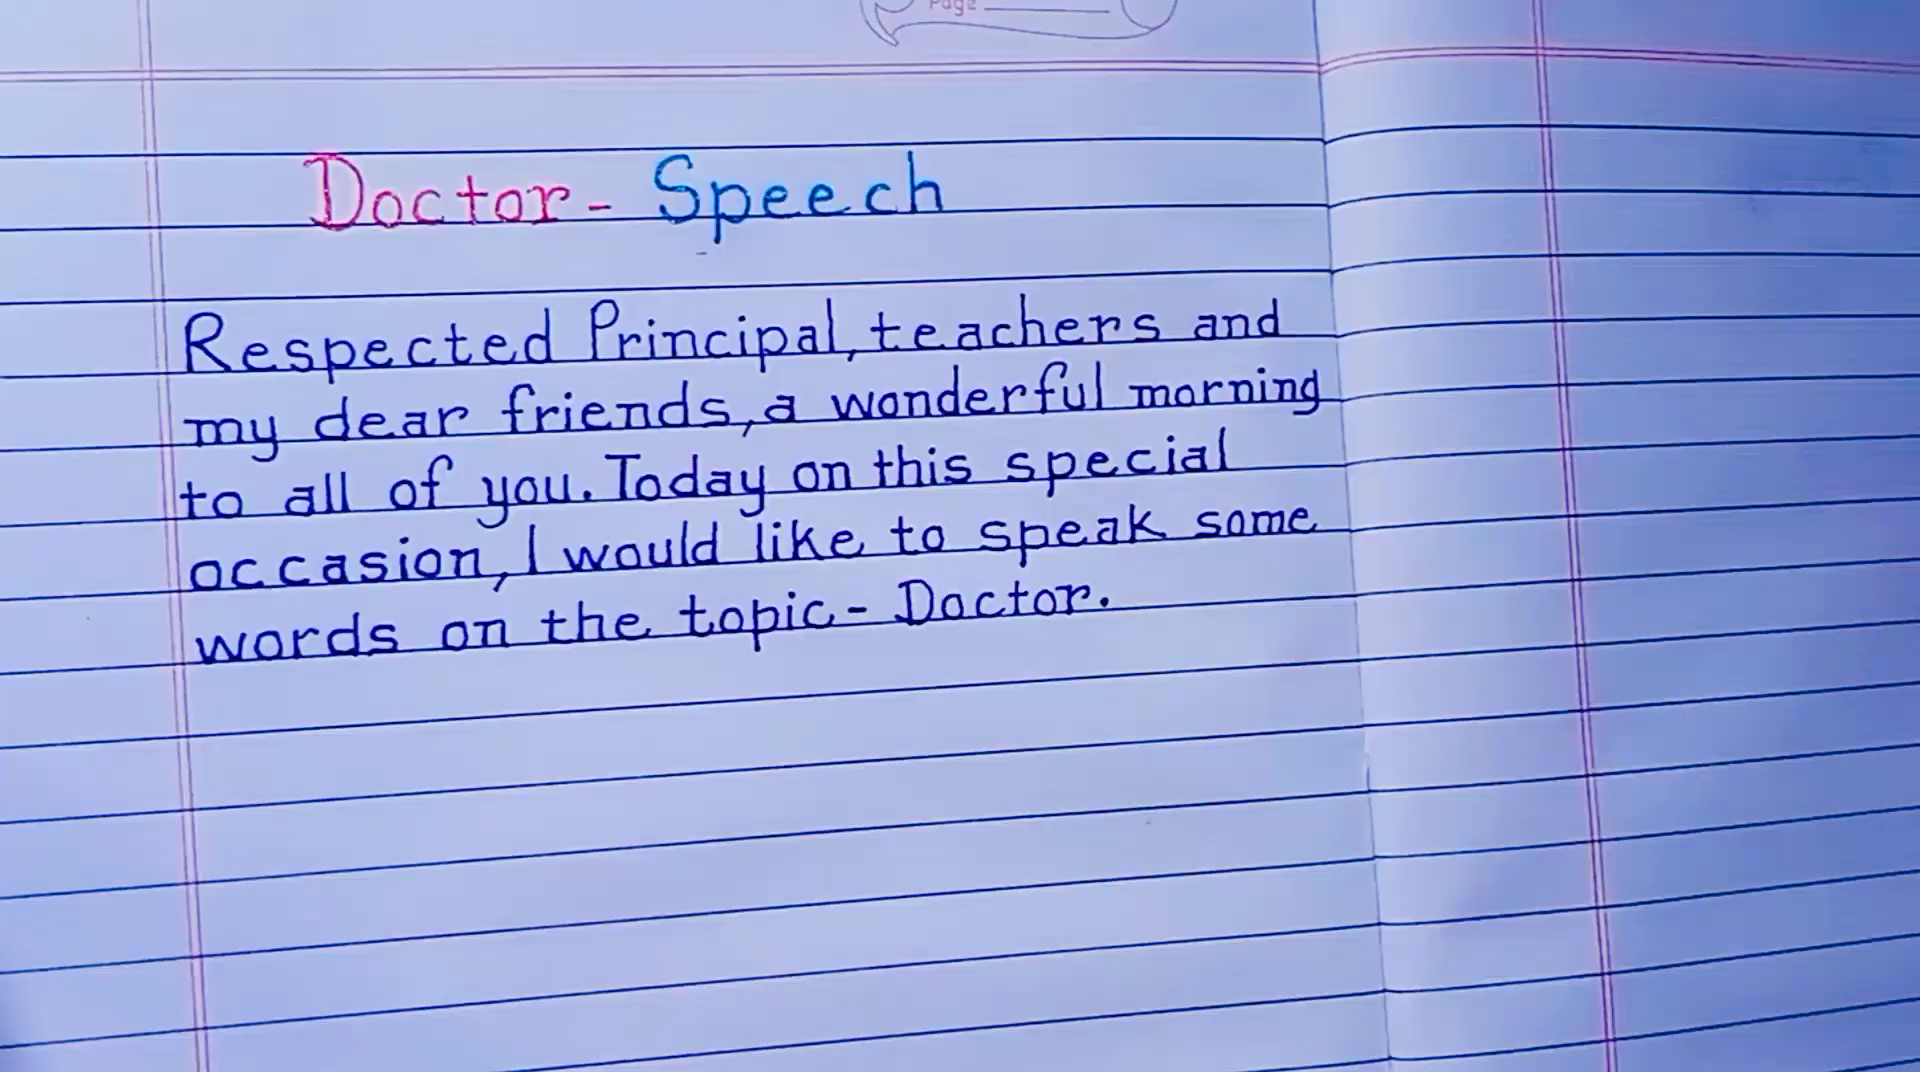 Page
Doctor - Speech
Respected Principal, teachers and
my dear friends, a wonderful morning
to all of you. Today on this special
occasion, I would like to speak some
words on the topic - Doctor.